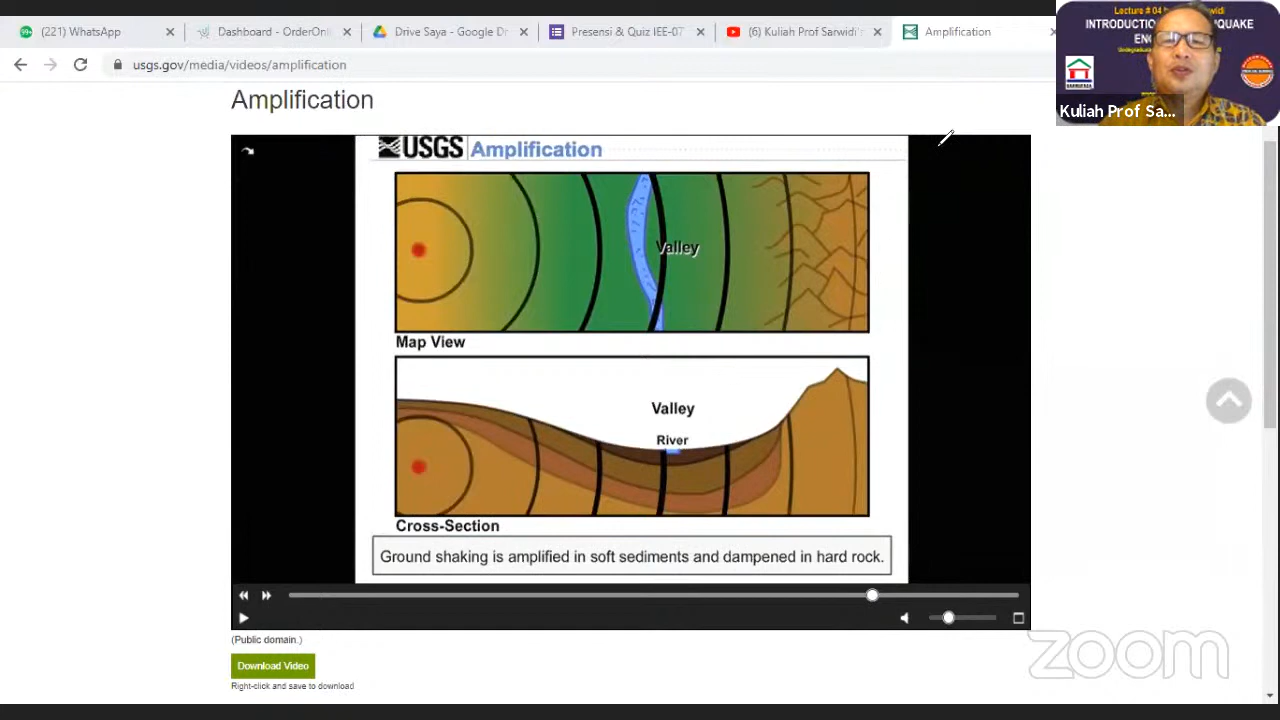 (221) WhatsApp
Dashboard - OrderOnl
Drive Saya - Google Dr
Presensi & Quiz IEE-07
(6) Kuliah Prof Sarwidi's
Amplification
usgs.gov/media/videos/amplification
Lecture # 04 b
INTRODUCTION
QUAKE
Kuliah Prof Sa...
Amplification
USGS Amplification
Valley
Map View
Valley
River
Cross-Section
Ground shaking is amplified in soft sediments and dampened in hard rock.
(Public domain.)
Download Video
Right-click and save to download
zoom